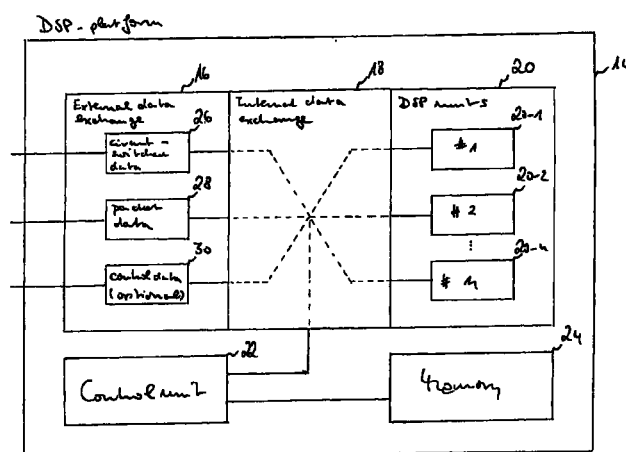 DSP-platform
16
18
20
External data
exchange
Internal data
exchange
DSP units
26
circuit-
switched
data
20-1
#1
28
packet
data
20-2
#2
⋮
30
control data
(optional)
20-n
#n
22
Control unit
24
Memory